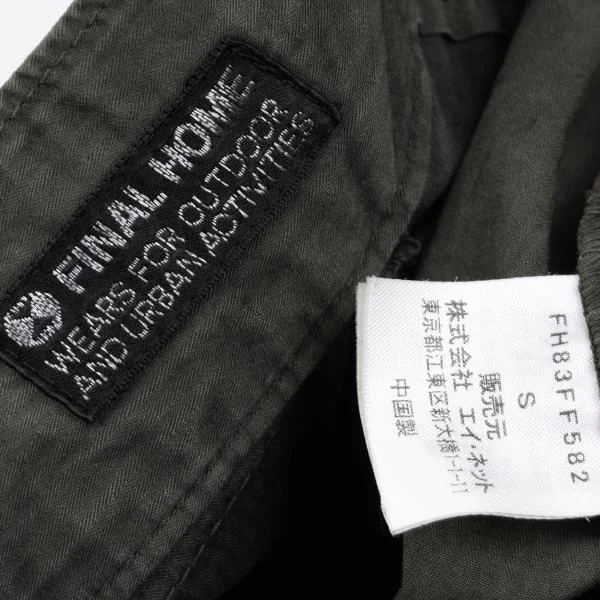 FINAL HOME
WEARS FOR OUTDOOR
AND URBAN ACTIVITIES
FH83FF582
S
販売元
株式会社 エイ・ネット
東京都江東区新大橋1-1-11
中国製